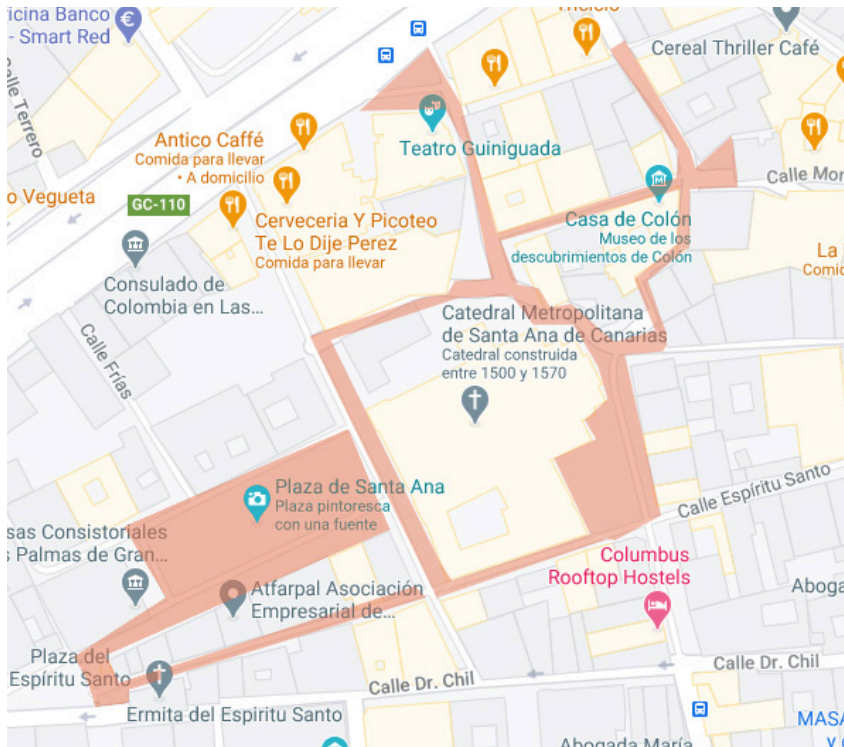 icina Banco
- Smart Red
Calle Terrero
Cereal Thriller Café
Antico Caffé
Comida para llevar
• A domicilio
Teatro Guiniguada
o Vegueta
GC-110
Calle Mor
Cerveceria Y Picoteo
Te Lo Dije Perez
Comida para llevar
Casa de Colón
Museo de los
descubrimientos de Colón
La
Comic
Consulado de
Colombia en Las...
Catedral Metropolitana
de Santa Ana de Canarias
Catedral construida
entre 1500 y 1570
Calle Frías
Plaza de Santa Ana
Plaza pintoresca
con una fuente
Calle Espíritu Santo
sas Consistoriales
s Palmas de Gran...
Columbus
Rooftop Hostels
Atfarpal Asociación
Empresarial de...
Aboga
Plaza del
Espíritu Santo
Calle Dr. Chil
Calle Dr. Chil
Ermita del Espiritu Santo
Abogada María
MASA